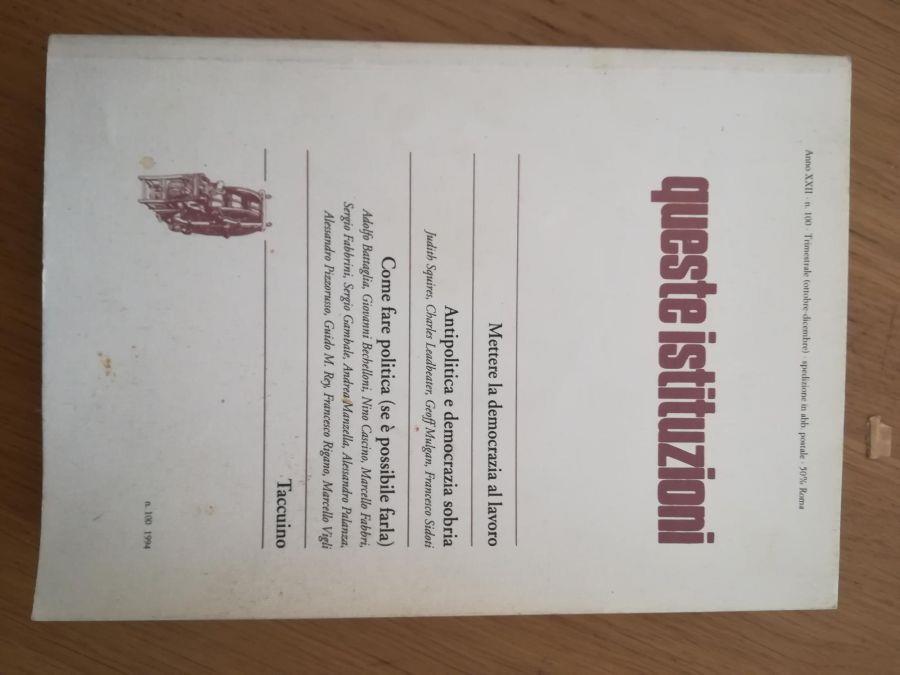 Anno XXII · n. 100 · Trimestrale (ottobre-dicembre) · spedizione in abb. postale · 50% Roma
queste istituzioni
Mettere la democrazia al lavoro
Antipolitica e democrazia sobria
Judith Squires, Charles Leadbeater, Geoff Mulgan, Francesco Sidoti
Come fare politica (se è possibile farla)
Adolfo Battaglia, Giovanni Bechelloni, Nino Cascino, Marcello Fabbri,
Sergio Fabbrini, Sergio Gambale, Andrea Manzella, Alessandro Palanza,
Alessandro Pizzorusso, Guido M. Rey, Francesco Rigano, Marcello Vigli
Taccuino
n. 100 1994